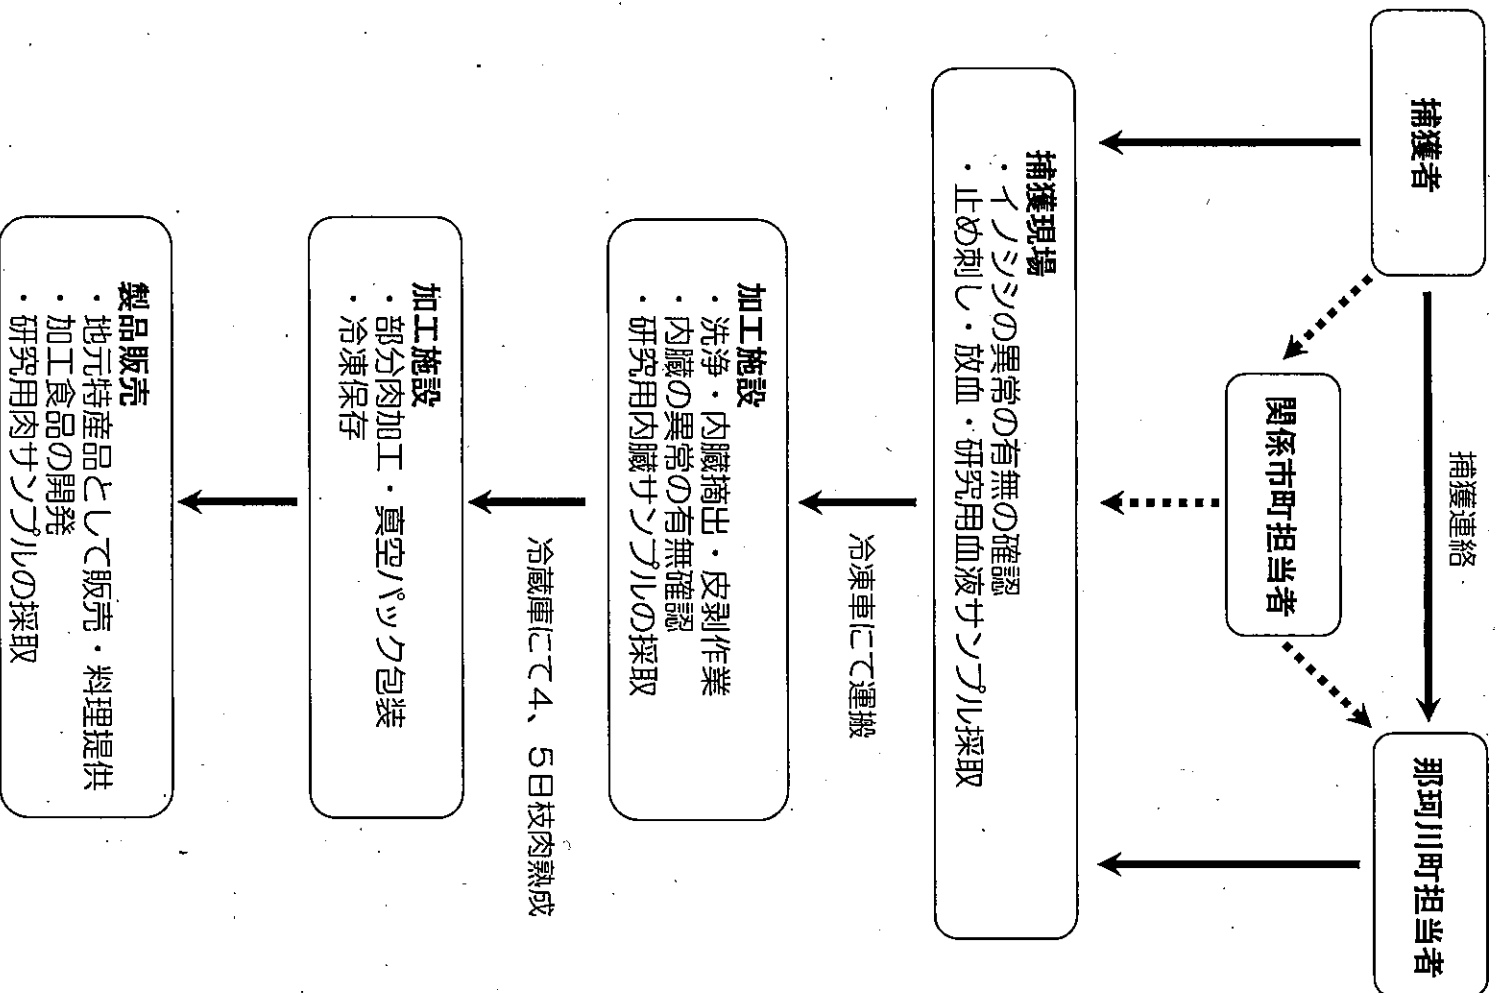 捕獲者
捕獲連絡
関係市町担当者
那珂川町担当者
捕獲現場
・イノシシの異常の有無の確認
・止め刺し・放血・研究用血液サンプル採取
冷凍車にて運搬
加工施設
・洗浄・内臓摘出・皮剥作業
・内臓の異常の有無確認
・研究用内臓サンプルの採取
冷蔵庫にて4、5日枝肉熟成
加工施設
・部分肉加工・真空パック包装
・冷凍保存
製品販売
・地元特産品として販売・料理提供
・加工食品の開発
・研究用肉サンプルの採取